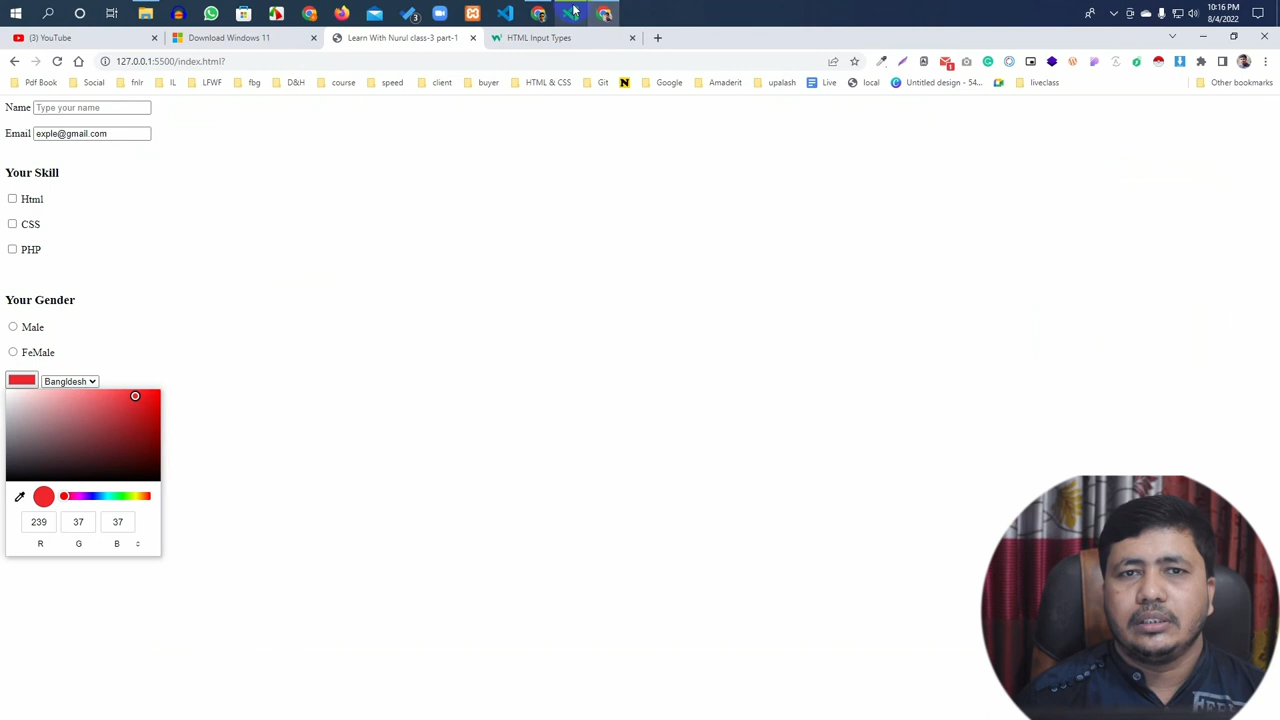 3
10:16 PM
8/4/2022
(3) YouTube
Download Windows 11
Learn With Nurul class-3 part-1
HTML Input Types
127.0.0.1:5500/index.html?
1
Pdf Book
Social
fnlr
IL
LFWF
fbg
D&H
course
speed
client
buyer
HTML & CSS
Git
N
Google
Amaderit
upalash
Live
local
Untitled design - 54...
liveclass
Other bookmarks
Name Type your name
Email exple@gmail.com
Your Skill
Html
CSS
PHP
Your Gender
Male
FeMale
Bangldesh
239 37 37
R G B